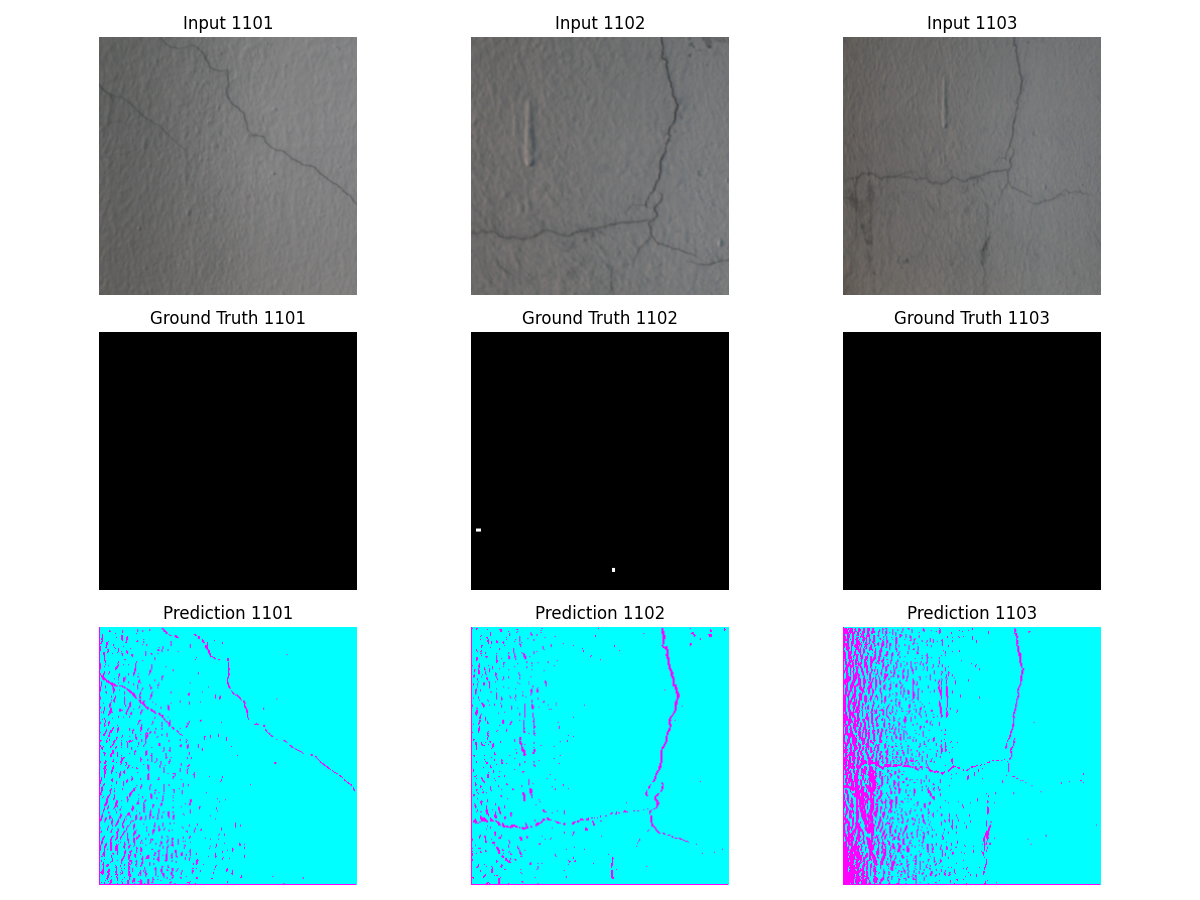 Input 1101
Input 1102
Input 1103
Ground Truth 1101
Ground Truth 1102
Ground Truth 1103
Prediction 1101
Prediction 1102
Prediction 1103